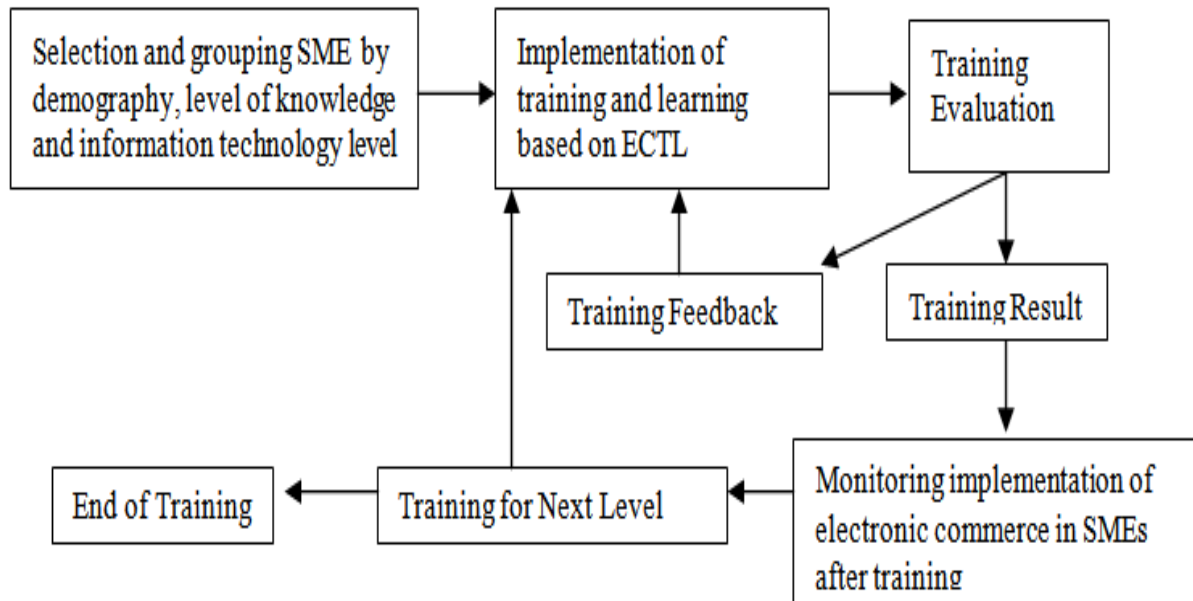 Selection and grouping SME by
demography, level of knowledge
and information technology level
Implementation of
training and learning
based on ECTL
Training
Evaluation
Training Feedback
Training Result
End of Training
Training for Next Level
Monitoring implementation of
electronic commerce in SMEs
after training